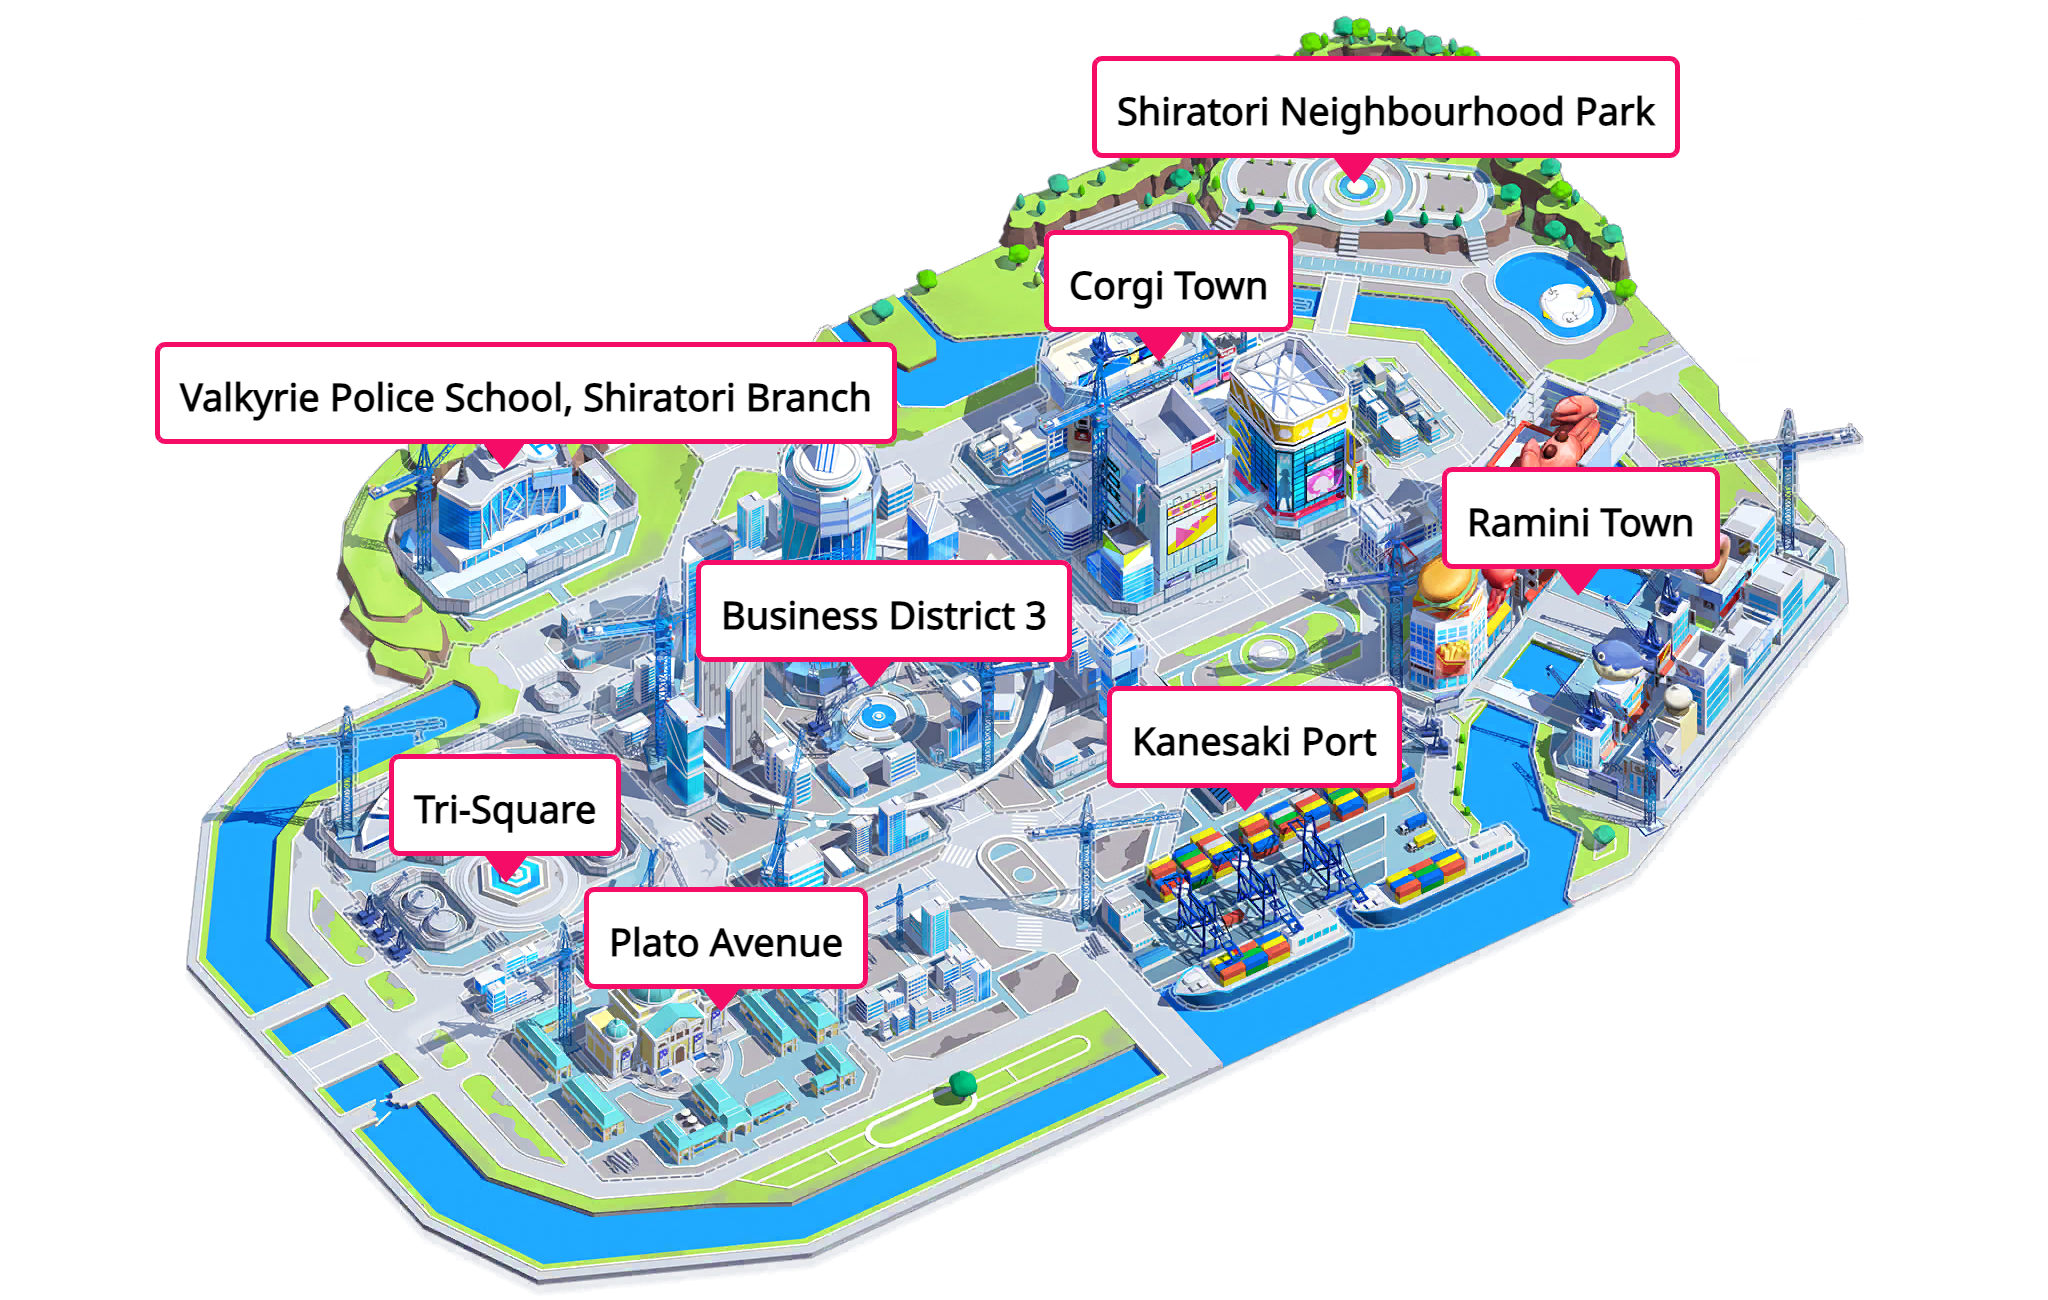 Shiratori Neighbourhood Park
Corgi Town
Valkyrie Police School, Shiratori Branch
Ramini Town
Business District 3
Kanesaki Port
Tri-Square
Plato Avenue